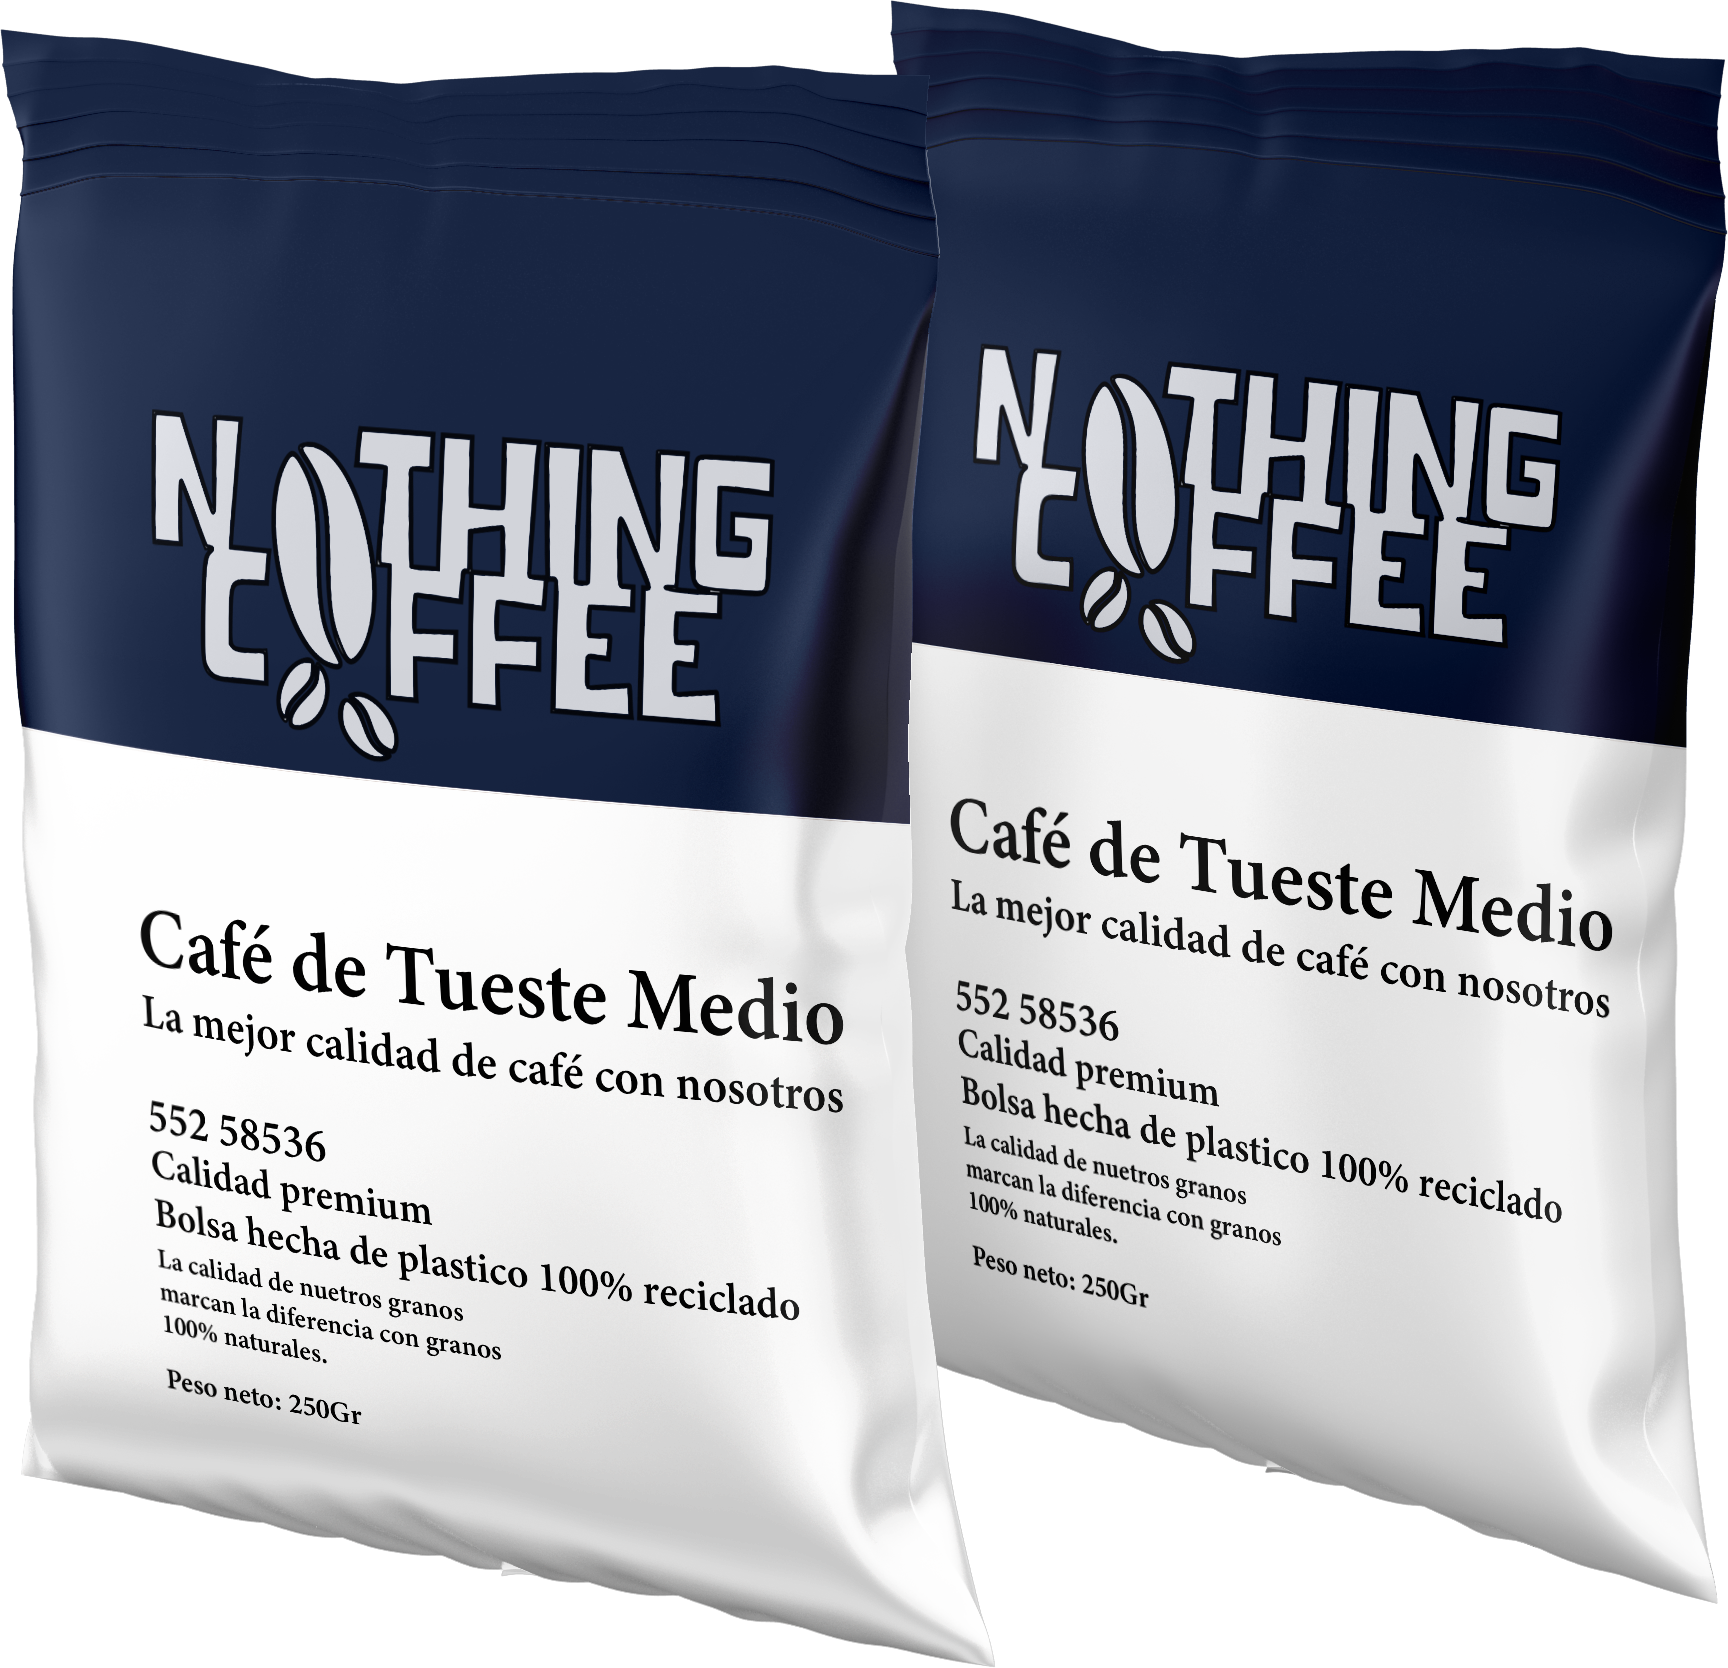 NOTHING
COFFEE
Café de Tueste Medio
La mejor calidad de café con nosotros
552 58536
Calidad premium
Bolsa hecha de plastico 100% reciclado
La calidad de nuetros granos
marcan la diferencia con granos
100% naturales.
Peso neto: 250Gr
NOTHING
COFFEE
Café de Tueste Medio
La mejor calidad de café con nosotros
552 58536
Calidad premium
Bolsa hecha de plastico 100% reciclado
La calidad de nuetros granos
marcan la diferencia con granos
100% naturales.
Peso neto: 250Gr